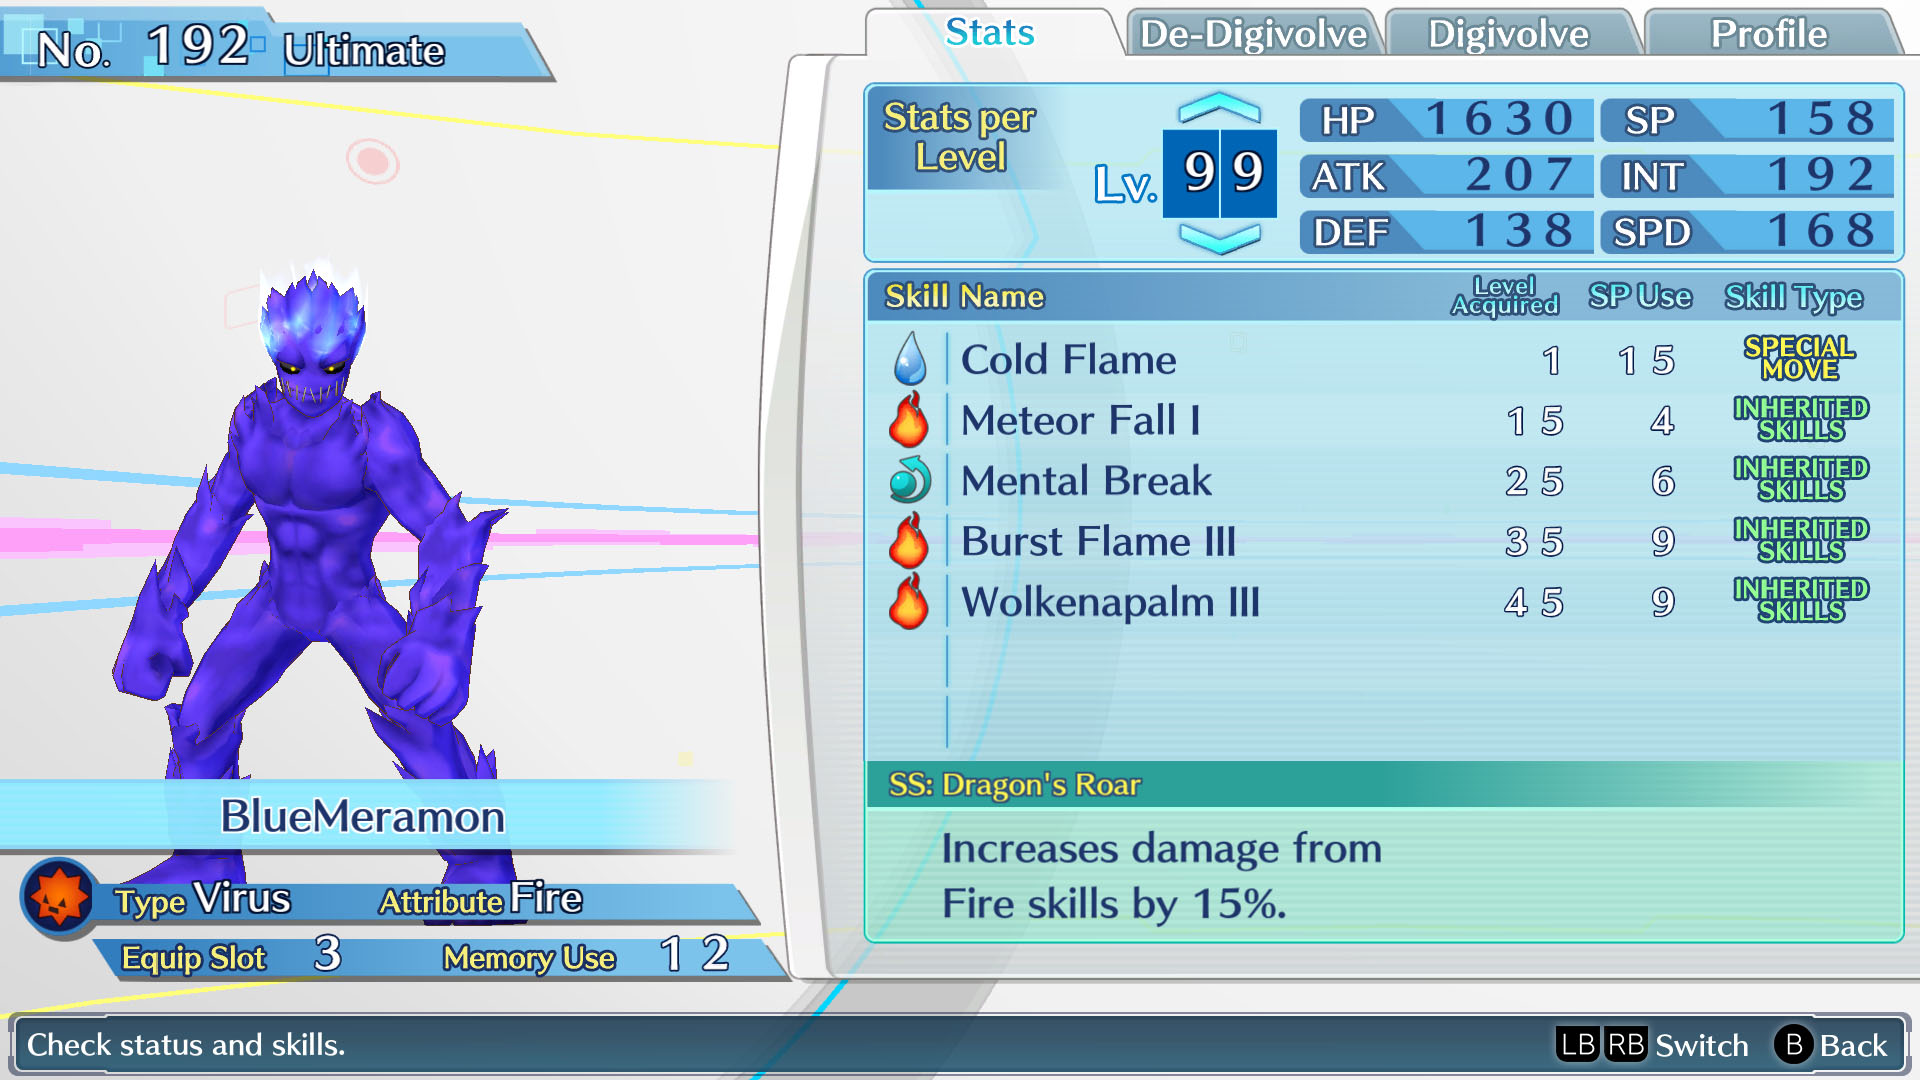 No. 192 Ultimate
Stats
De-Digivolve
Digivolve
Profile
Stats per
Level
Lv. 99
HP 1630
SP 158
ATK 207
INT 192
DEF 138
SPD 168
Skill Name
Level
Acquired
SP Use
Skill Type
Cold Flame 1 15 SPECIAL
MOVE
Meteor Fall I 15 4 INHERITED
SKILLS
Mental Break 25 6 INHERITED
SKILLS
Burst Flame III 35 9 INHERITED
SKILLS
Wolkenapalm III 45 9 INHERITED
SKILLS
SS: Dragon's Roar
Increases damage from
Fire skills by 15%.
BlueMeramon
Type Virus Attribute Fire
Equip Slot 3 Memory Use 12
Check status and skills.
LB RB Switch B Back